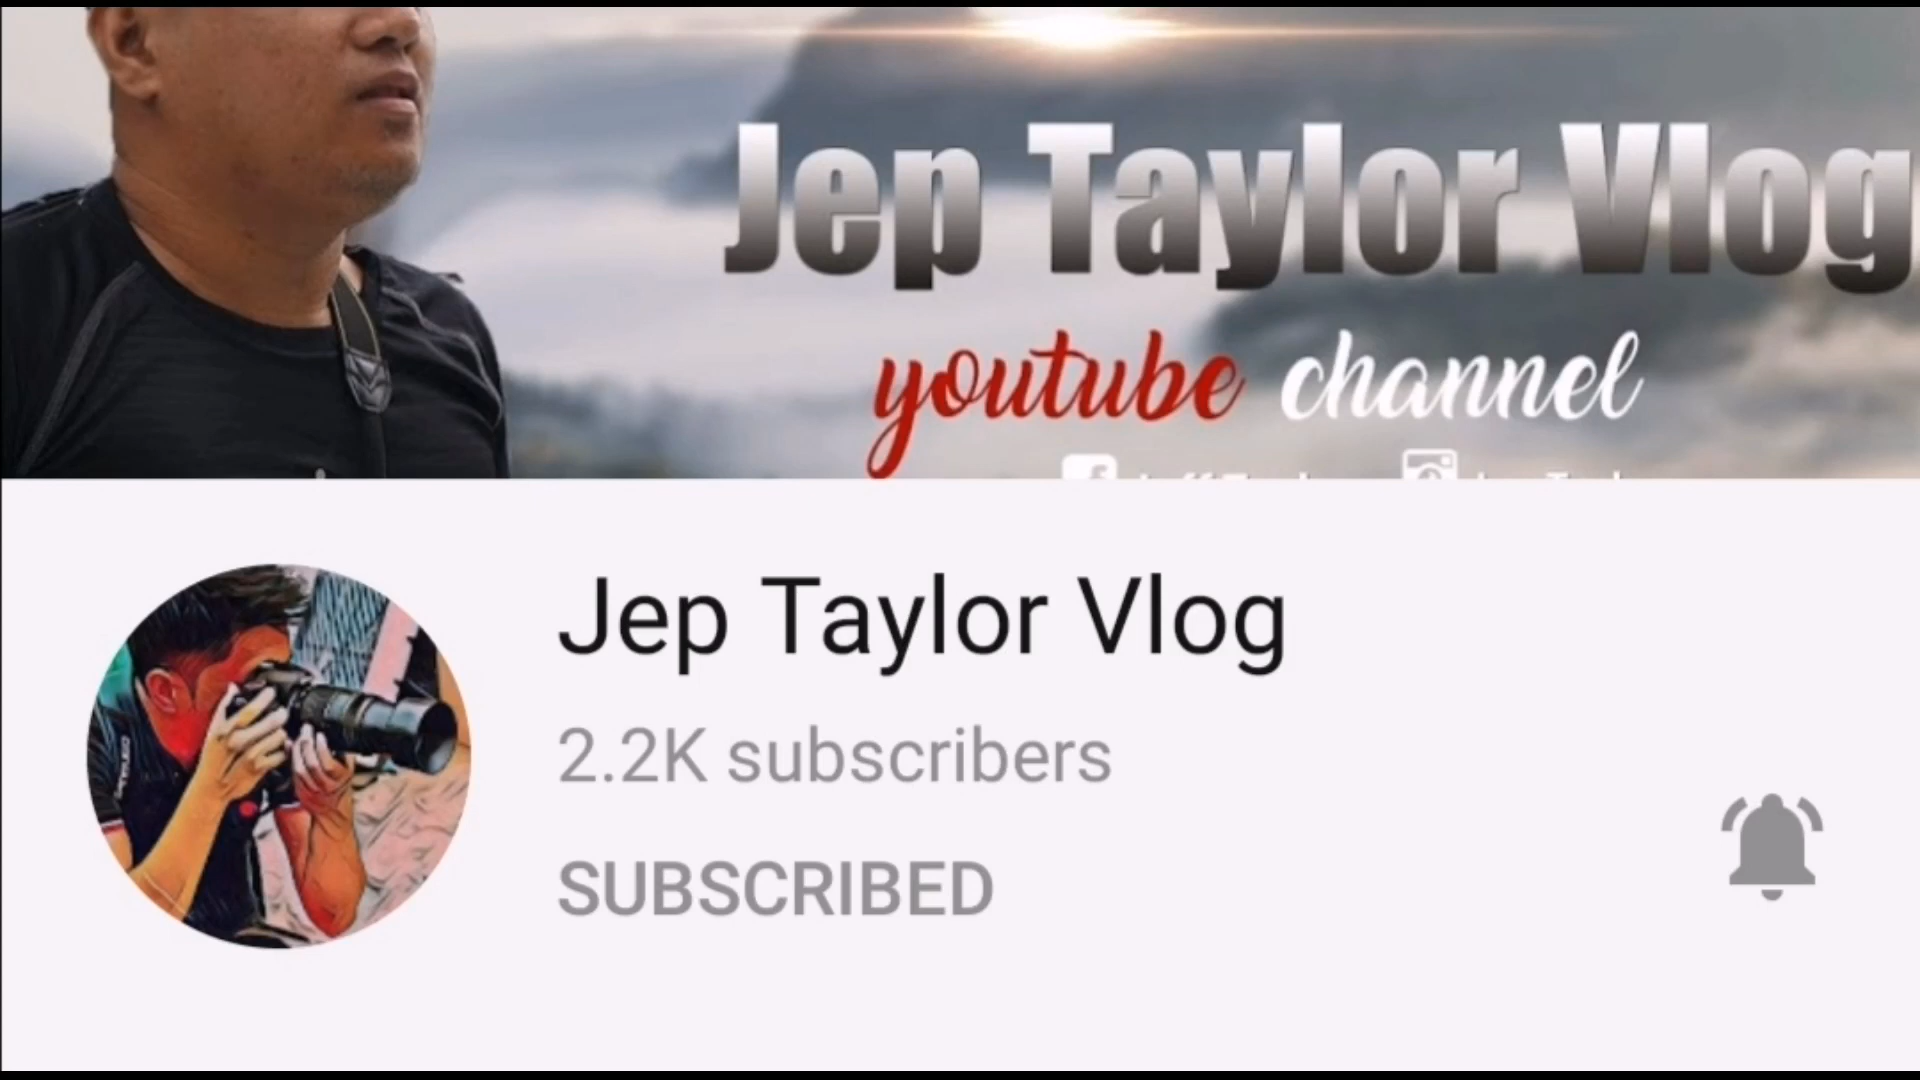 Jep Taylor Vlog
youtube channel
Jep Taylor Vlog
2.2K subscribers
SUBSCRIBED